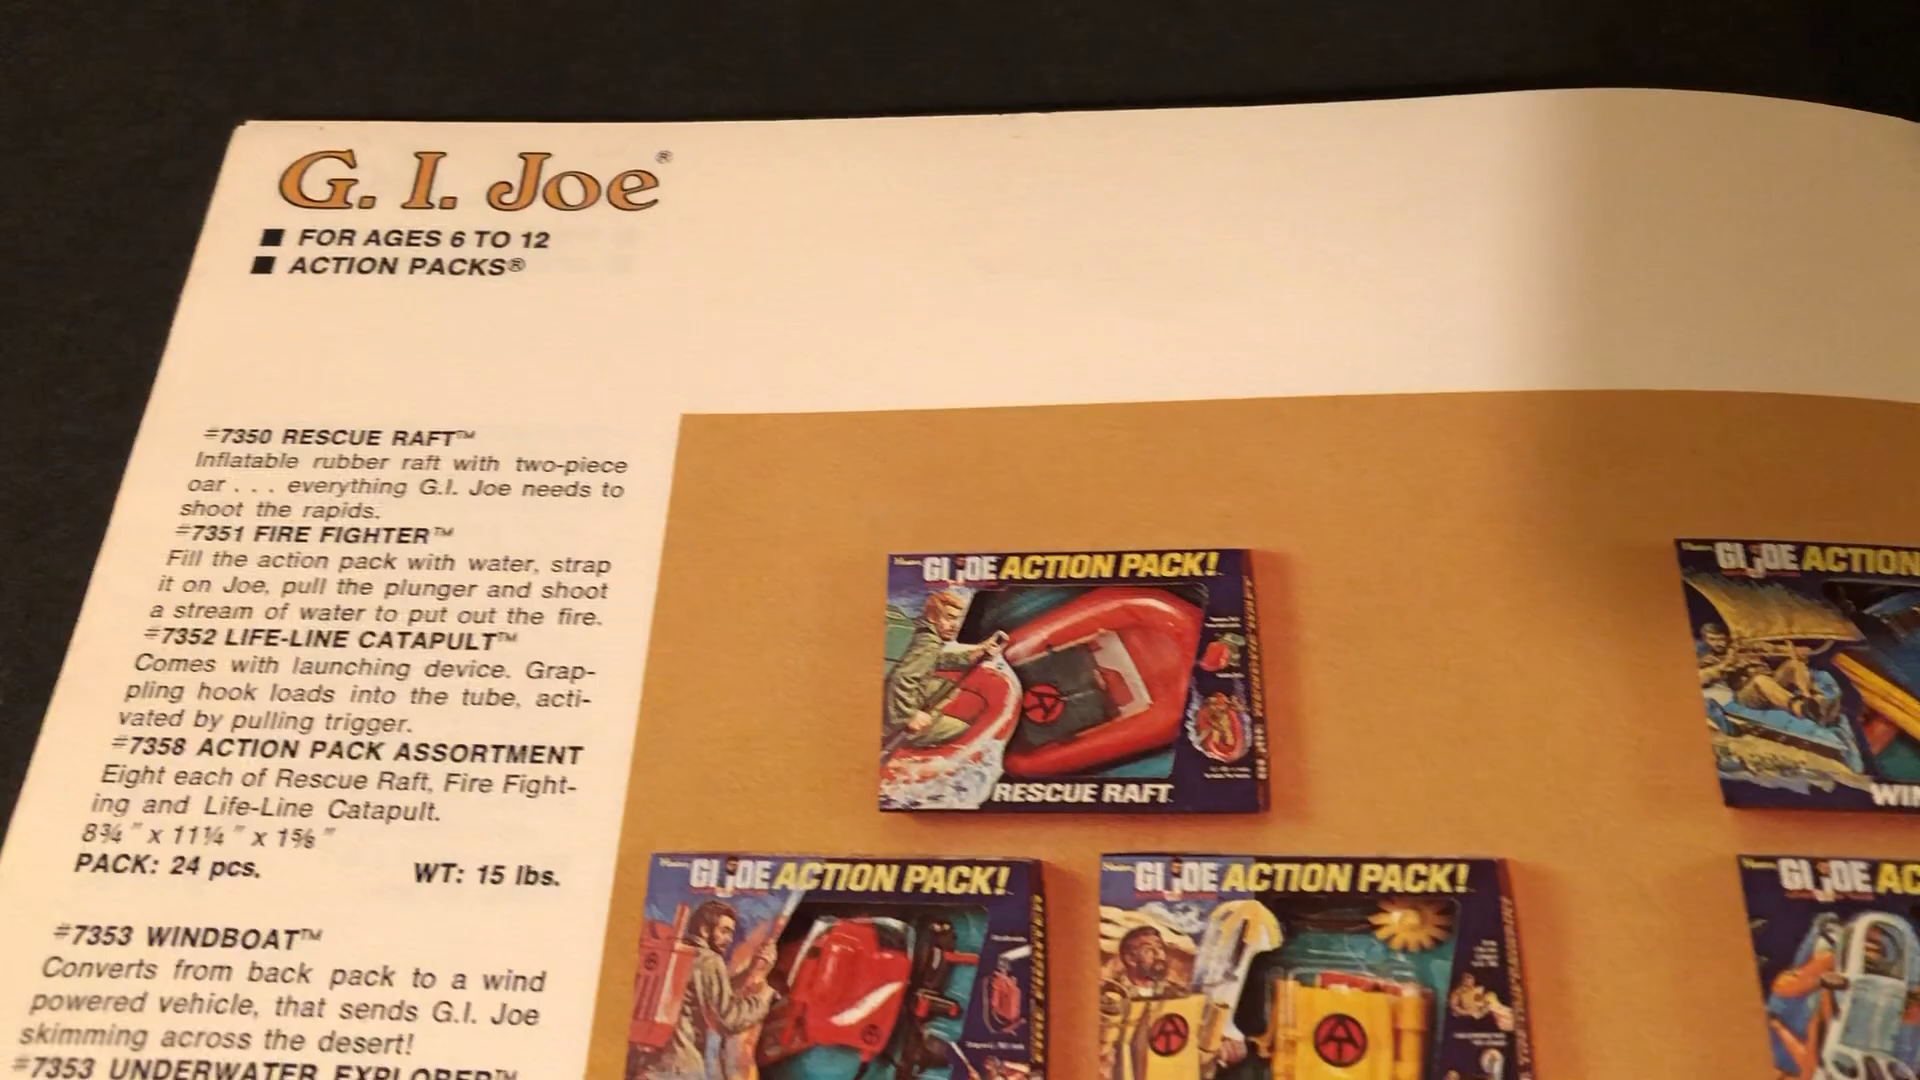 G. I. Joe®
■ FOR AGES 6 TO 12
■ ACTION PACKS®
#7350 RESCUE RAFT™
Inflatable rubber raft with two-piece
oar . . . everything G.I. Joe needs to
shoot the rapids.
#7351 FIRE FIGHTER™
Fill the action pack with water, strap
it on Joe, pull the plunger and shoot
a stream of water to put out the fire.
#7352 LIFE-LINE CATAPULT™
Comes with launching device. Grap-
pling hook loads into the tube, acti-
vated by pulling trigger.
#7358 ACTION PACK ASSORTMENT
Eight each of Rescue Raft, Fire Fight-
ing and Life-Line Catapult.
8¾" x 11¼" x 1⅝"
PACK: 24 pcs. WT: 15 lbs.
#7353 WINDBOAT™
Converts from back pack to a wind
powered vehicle, that sends G.I. Joe
skimming across the desert!
#7353 UNDERWATER EXPLORER™
GI JOE ACTION PACK!
RESCUE RAFT
GI JOE ACTION
WIN
GI JOE ACTION PACK!
GI JOE ACTION PACK!
AT
AT
GI JOE AC